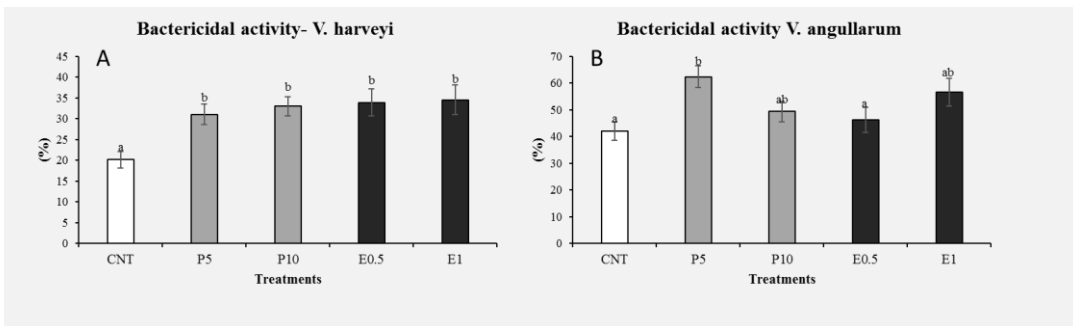 Bactericidal activity- V. harveyi
A
45
40
35
30
25
20
15
10
5
0
(%)
a
b
b
b
b
CNT P5 P10 E0.5 E1
Treatments
Bactericidal activity V. angullarum
B
70
60
50
40
30
20
10
0
(%)
a
b
ab
a
ab
CNT P5 P10 E0.5 E1
Treatments